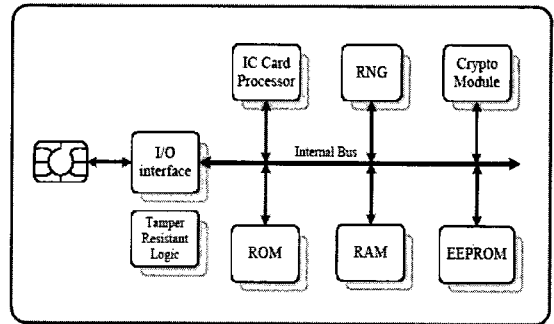 IC Card
Processor
RNG
Crypto
Module
I/O
interface
Internal Bus
Tamper
Resistant
Logic
ROM
RAM
EEPROM